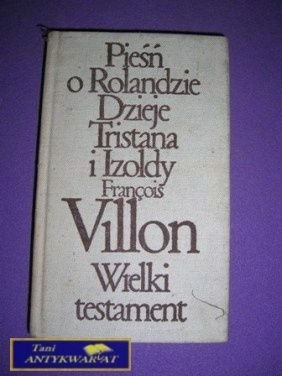 Pieśń
o Rolandzie
Dzieje
Tristana
i Izoldy
François
Villon
Wielki
testament
Tani
ANTYKWARIAT